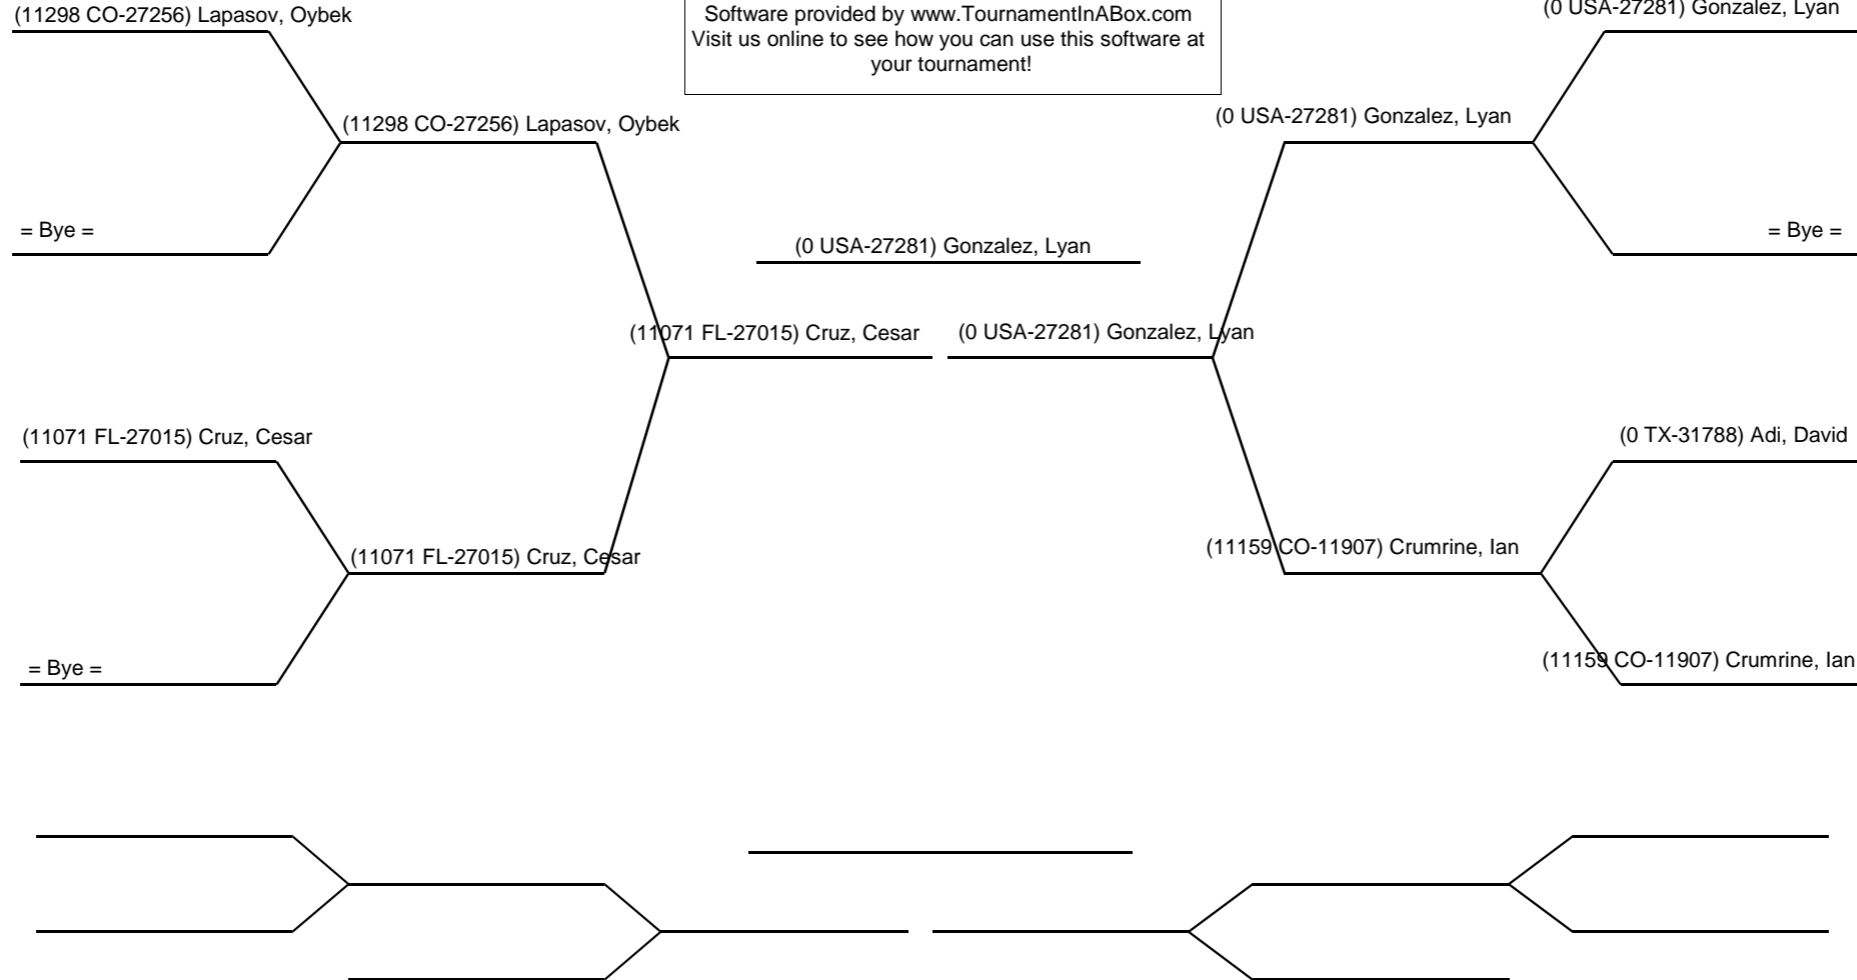 (11298 CO-27256) Lapasov, Oybek
Software provided by www.TournamentInABox.com
Visit us online to see how you can use this software at
your tournament!
(0 USA-27281) Gonzalez, Lyan
(11298 CO-27256) Lapasov, Oybek
(0 USA-27281) Gonzalez, Lyan
= Bye =
(0 USA-27281) Gonzalez, Lyan
= Bye =
(11071 FL-27015) Cruz, Cesar
(0 USA-27281) Gonzalez, Lyan
(11071 FL-27015) Cruz, Cesar
(0 TX-31788) Adi, David
(11071 FL-27015) Cruz, Cesar
(11159 CO-11907) Crumrine, Ian
= Bye =
(11159 CO-11907) Crumrine, Ian